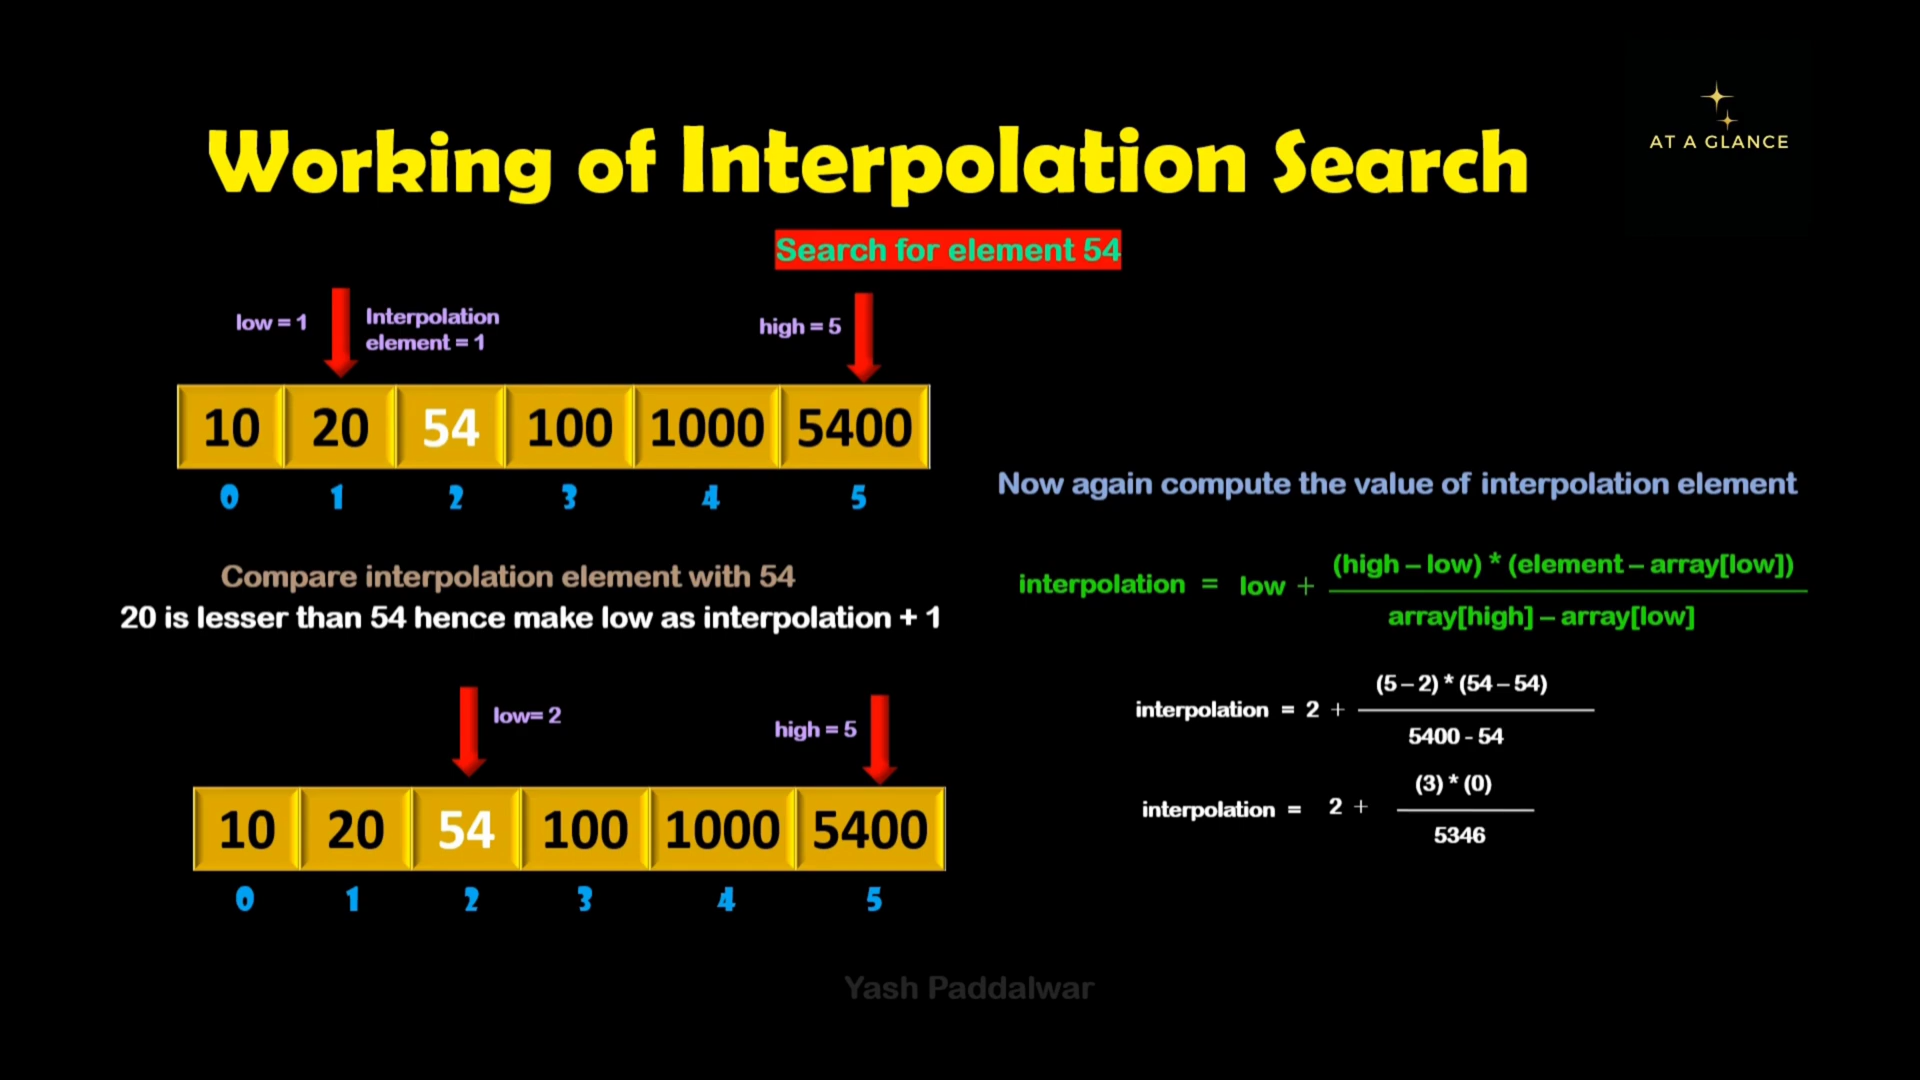 AT A GLANCE
Working of Interpolation Search
Search for element 54
low = 1
Interpolation
element = 1
high = 5
10 20 54 100 1000 5400
0 1 2 3 4 5
Compare interpolation element with 54
20 is lesser than 54 hence make low as interpolation + 1
low= 2
high = 5
10 20 54 100 1000 5400
0 1 2 3 4 5
Now again compute the value of interpolation element
(high – low) * (element – array[low])
interpolation = low +
array[high] – array[low]
(5 – 2) * (54 – 54)
interpolation = 2 +
5400 - 54
(3) * (0)
interpolation = 2 +
5346
Yash Paddalwar